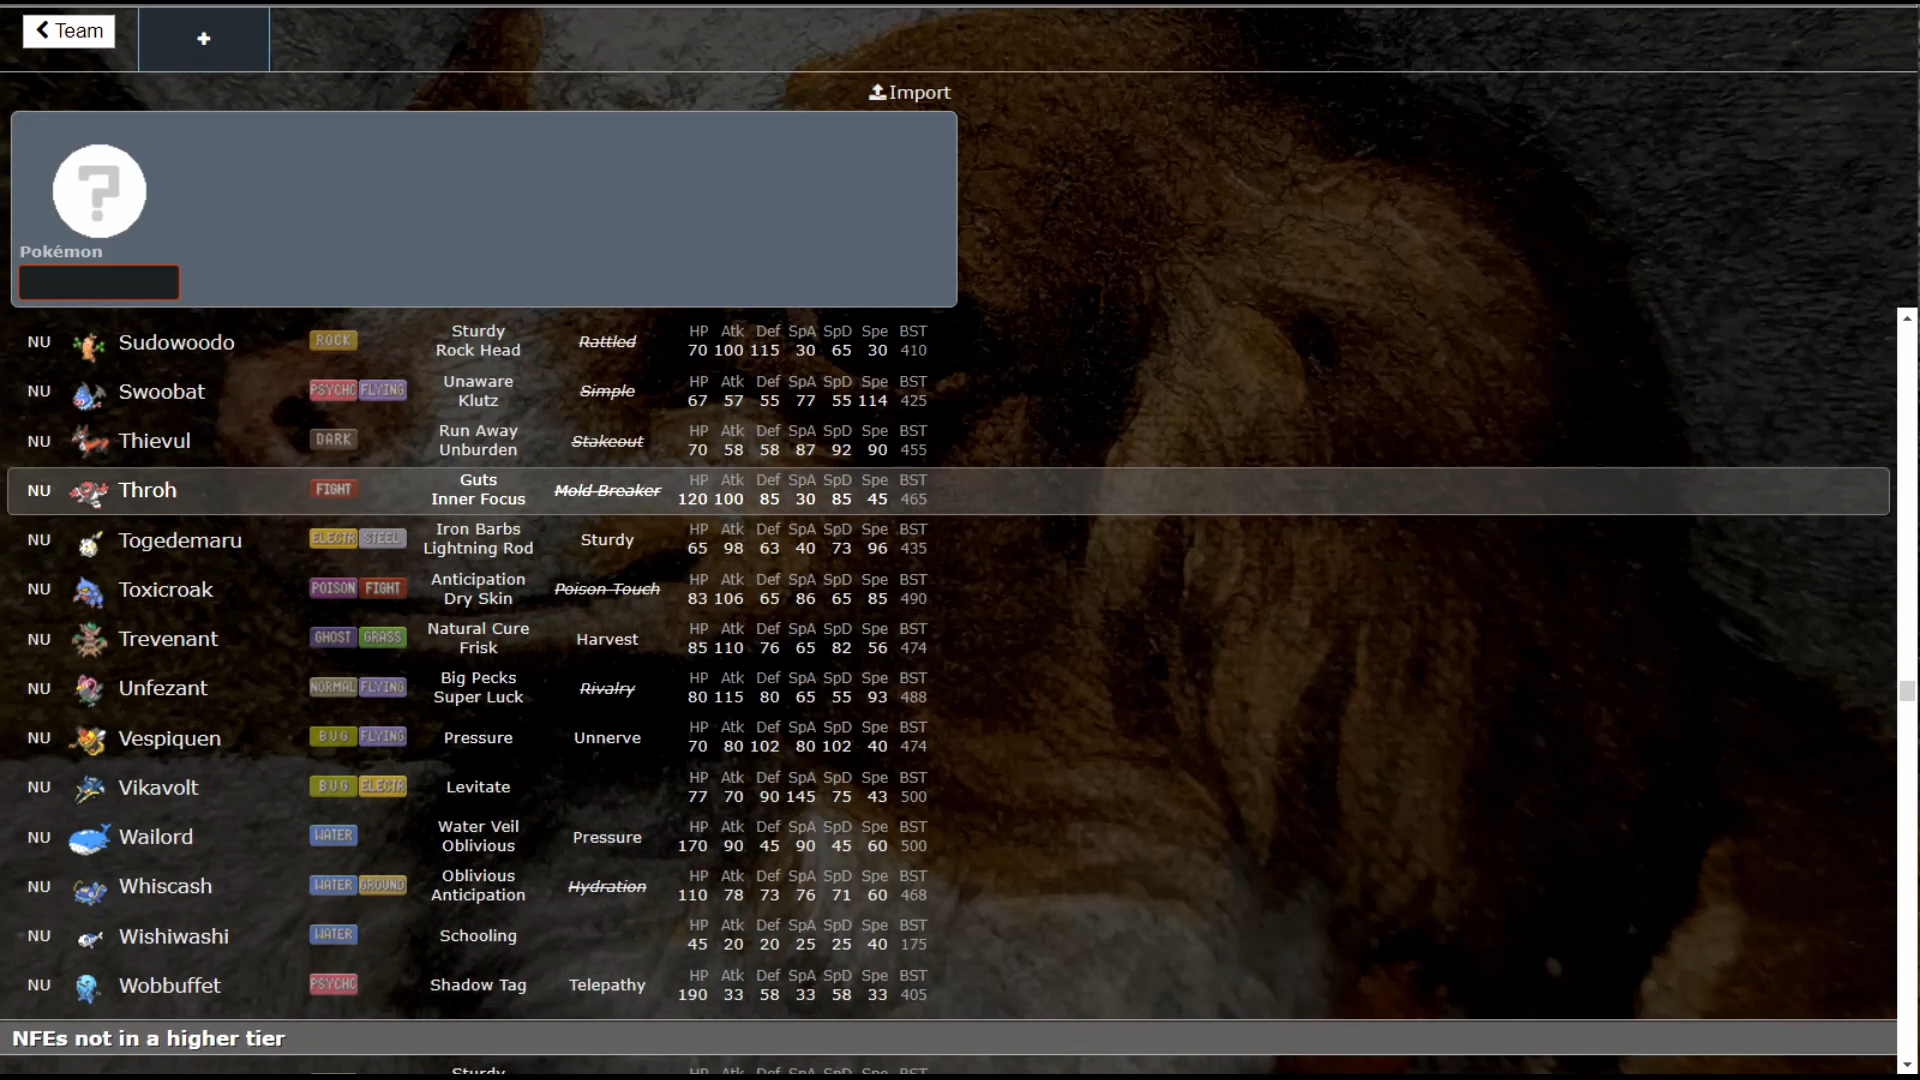 Team
+
Import
?
Pokémon
NU Sudowoodo ROCK Sturdy Rock Head Rattled HP 70 Atk 100 Def 115 SpA 30 SpD 65 Spe 30 BST 410
NU Swoobat PSYCHC FLYING Unaware Klutz Simple HP 67 Atk 57 Def 55 SpA 77 SpD 55 Spe 114 BST 425
NU Thievul DARK Run Away Unburden Stakeout HP 70 Atk 58 Def 58 SpA 87 SpD 92 Spe 90 BST 455
NU Throh FIGHT Guts Inner Focus Mold Breaker HP 120 Atk 100 Def 85 SpA 30 SpD 85 Spe 45 BST 465
NU Togedemaru ELECTR STEEL Iron Barbs Lightning Rod Sturdy HP 65 Atk 98 Def 63 SpA 40 SpD 73 Spe 96 BST 435
NU Toxicroak POISON FIGHT Anticipation Dry Skin Poison Touch HP 83 Atk 106 Def 65 SpA 86 SpD 65 Spe 85 BST 490
NU Trevenant GHOST GRASS Natural Cure Frisk Harvest HP 85 Atk 110 Def 76 SpA 65 SpD 82 Spe 56 BST 474
NU Unfezant NORMAL FLYING Big Pecks Super Luck Rivalry HP 80 Atk 115 Def 80 SpA 65 SpD 55 Spe 93 BST 488
NU Vespiquen BUG FLYING Pressure Unnerve HP 70 Atk 80 Def 102 SpA 80 SpD 102 Spe 40 BST 474
NU Vikavolt BUG ELECTR Levitate HP 77 Atk 70 Def 90 SpA 145 SpD 75 Spe 43 BST 500
NU Wailord WATER Water Veil Oblivious Pressure HP 170 Atk 90 Def 45 SpA 90 SpD 45 Spe 60 BST 500
NU Whiscash WATER GROUND Oblivious Anticipation Hydration HP 110 Atk 78 Def 73 SpA 76 SpD 71 Spe 60 BST 468
NU Wishiwashi WATER Schooling HP 45 Atk 20 Def 20 SpA 25 SpD 25 Spe 40 BST 175
NU Wobbuffet PSYCHC Shadow Tag Telepathy HP 190 Atk 33 Def 58 SpA 33 SpD 58 Spe 33 BST 405
NFEs not in a higher tier
Sturdy HP Atk Def SpA SpD Spe BST